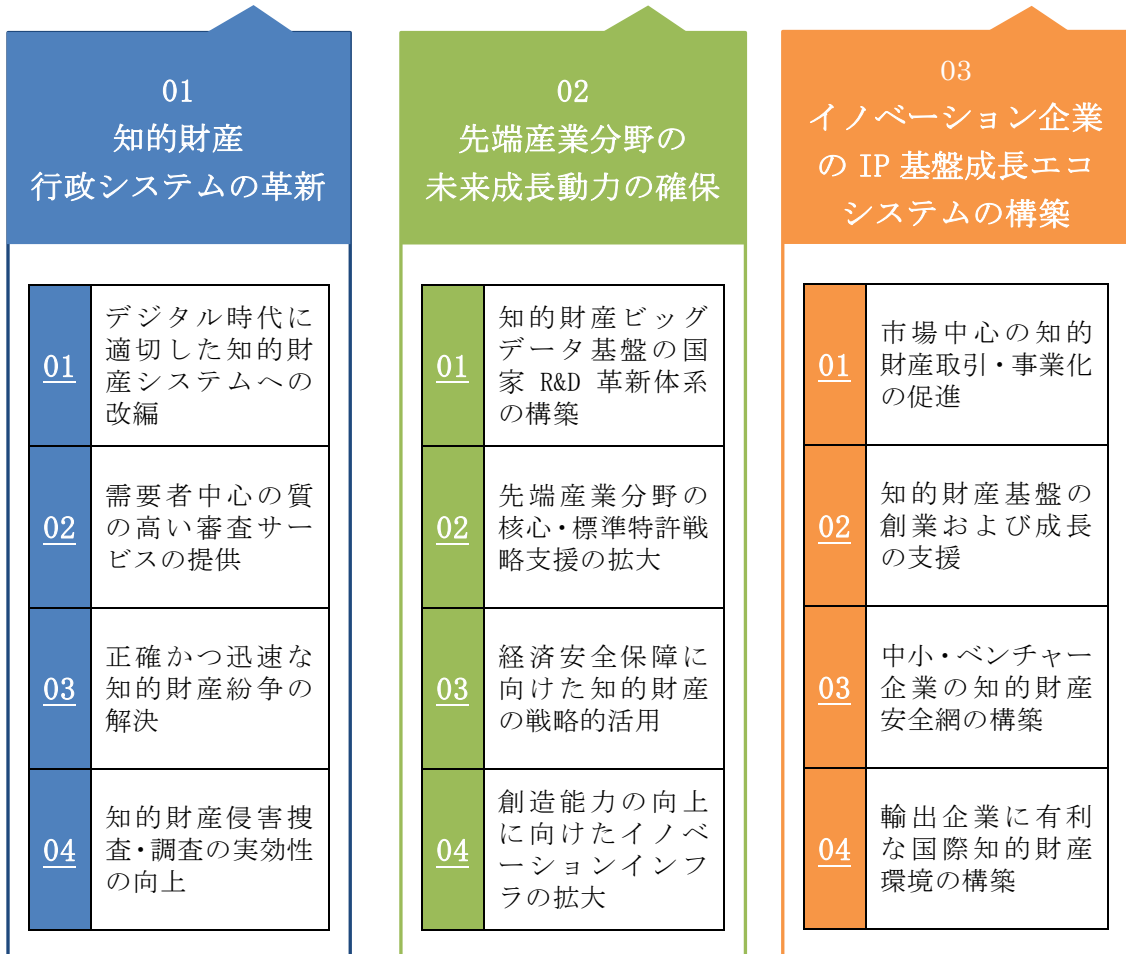 01
知的財産
行政システムの革新
01
デジタル時代に
適切した知的財
産システムへの
改編
02
需要者中心の質
の高い審査サー
ビスの提供
03
正確かつ迅速な
知的財産紛争の
解決
04
知的財産侵害捜
査・調査の実効性
の向上
02
先端産業分野の
未来成長動力の確保
01
知的財産ビッグ
データ基盤の国
家 R&D 革新体系
の構築
02
先端産業分野の
核心・標準特許戦
略支援の拡大
03
経済安全保障に
向けた知的財産
の戦略的活用
04
創造能力の向上
に向けたイノベ
ーションインフ
ラの拡大
03
イノベーション企業
の IP 基盤成長エコ
システムの構築
01
市場中心の知的
財産取引・事業化
の促進
02
知的財産基盤の
創業および成長
の支援
03
中小・ベンチャー
企業の知的財産
安全網の構築
04
輸出企業に有利
な国際知的財産
環境の構築